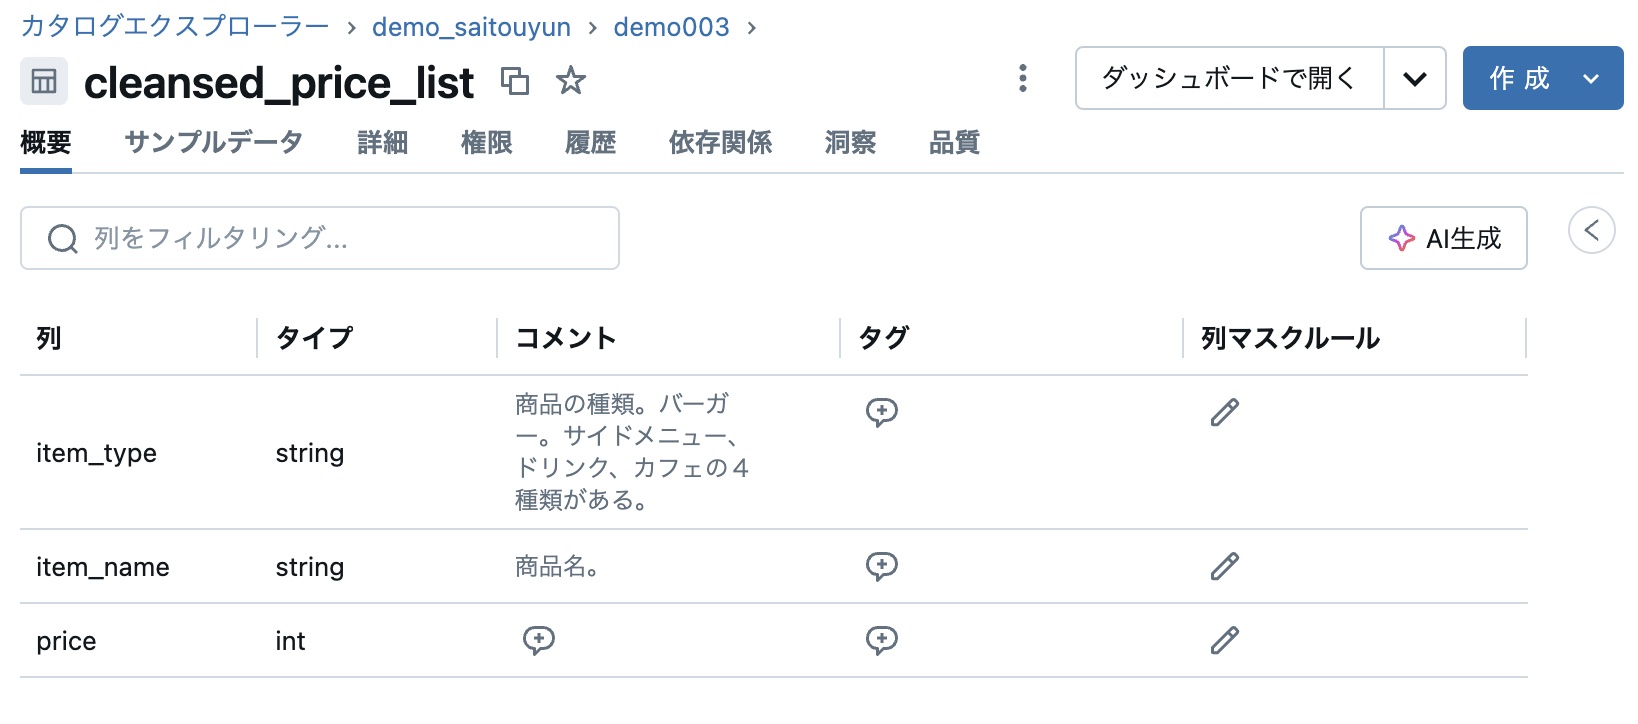 カタログエクスプローラー > demo_saitouyun > demo003 >
cleansed_price_list
ダッシュボードで開く
作成
概要 サンプルデータ 詳細 権限 履歴 依存関係 洞察 品質
列をフィルタリング...
AI生成
列 タイプ コメント タグ 列マスクルール
item_type string
商品の種類。バーガ
ー。サイドメニュー、
ドリンク、カフェの４
種類がある。
item_name string 商品名。
price int